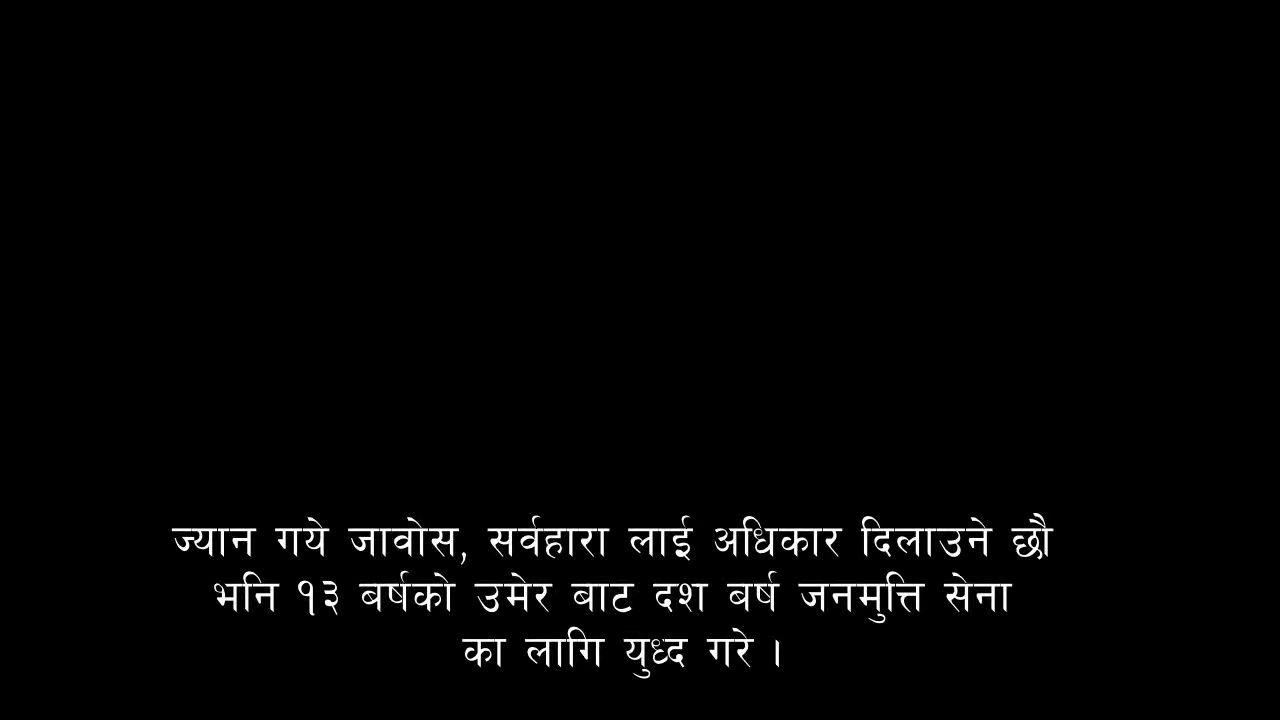 ज्यान गये जावोस, सर्वहारा लाई अधिकार दिलाउने छौ
भनि १३ बर्षको उमेर बाट दश बर्ष जनमुत्ति सेना
का लागि युध्द गरे ।